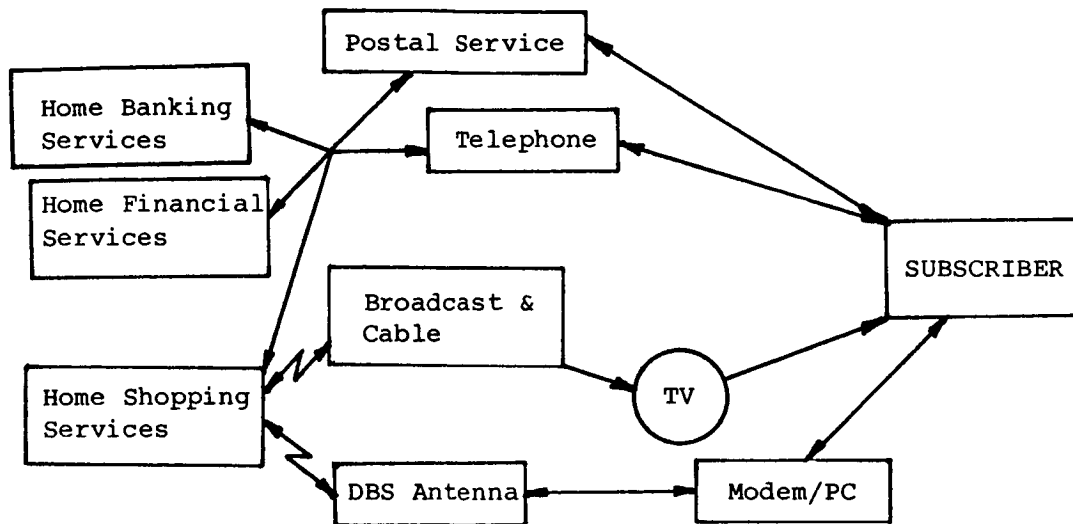 Postal Service
Home Banking
Services
Telephone
Home Financial
Services
SUBSCRIBER
Broadcast &
Cable
TV
Home Shopping
Services
DBS Antenna
Modem/PC